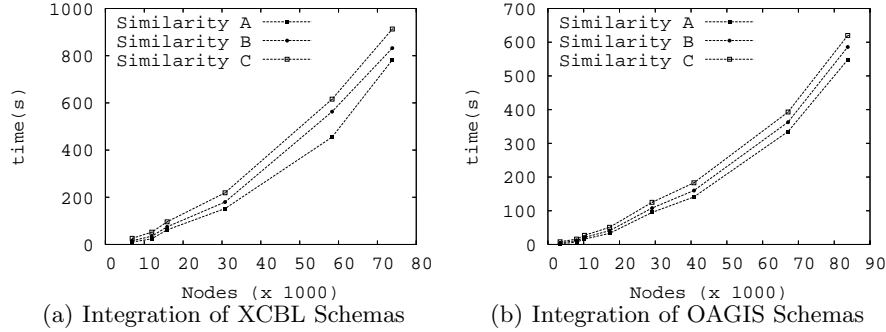 Similarity A
Similarity B
Similarity C
1000
800
600
400
200
0
time(s)
0 10 20 30 40 50 60 70 80
Nodes (x 1000)
(a) Integration of XCBL Schemas
Similarity A
Similarity B
Similarity C
700
600
500
400
300
200
100
0
time(s)
0 10 20 30 40 50 60 70 80 90
Nodes (x 1000)
(b) Integration of OAGIS Schemas